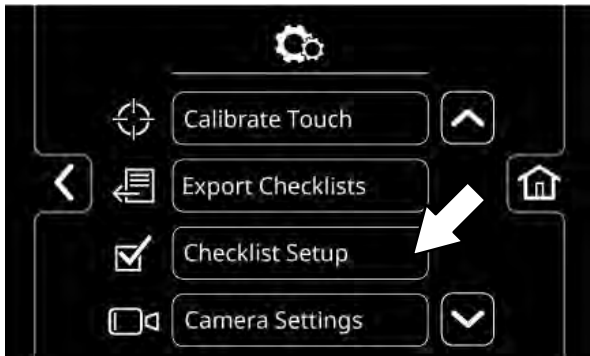 Calibrate Touch
Export Checklists
Checklist Setup
Camera Settings